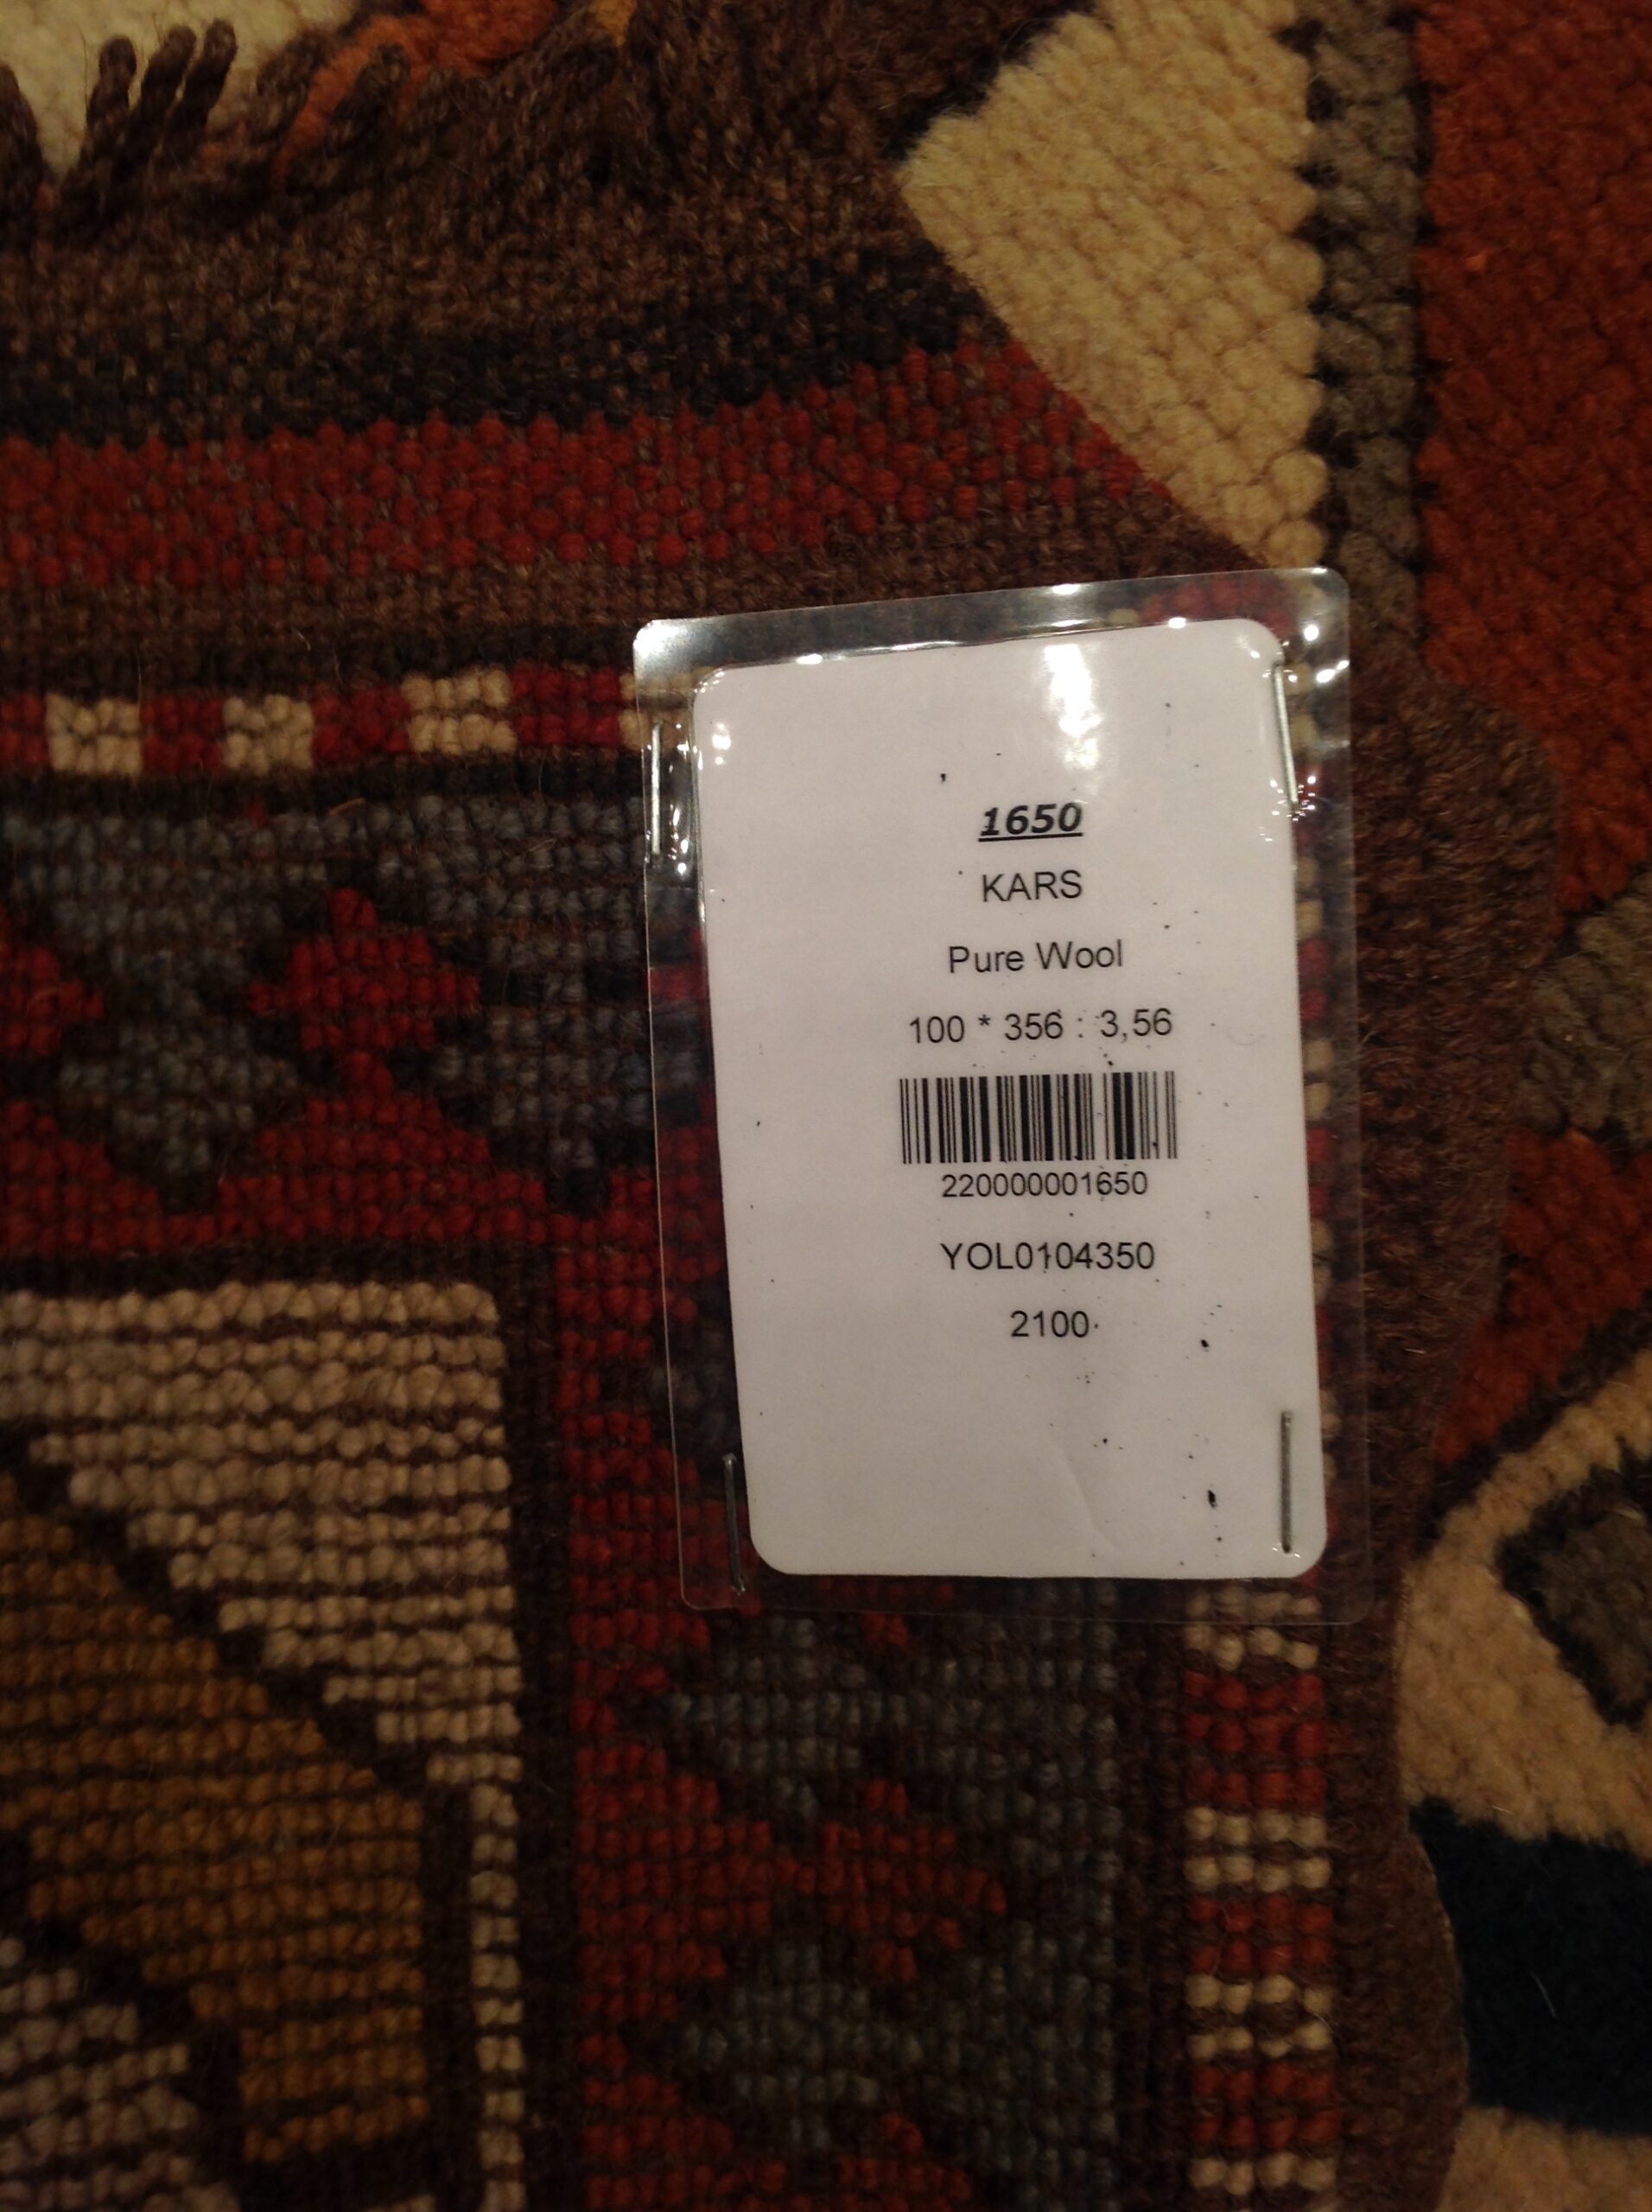 1650
KARS
Pure Wool
100 * 356 : 3,56
220000001650
YOL0104350
2100